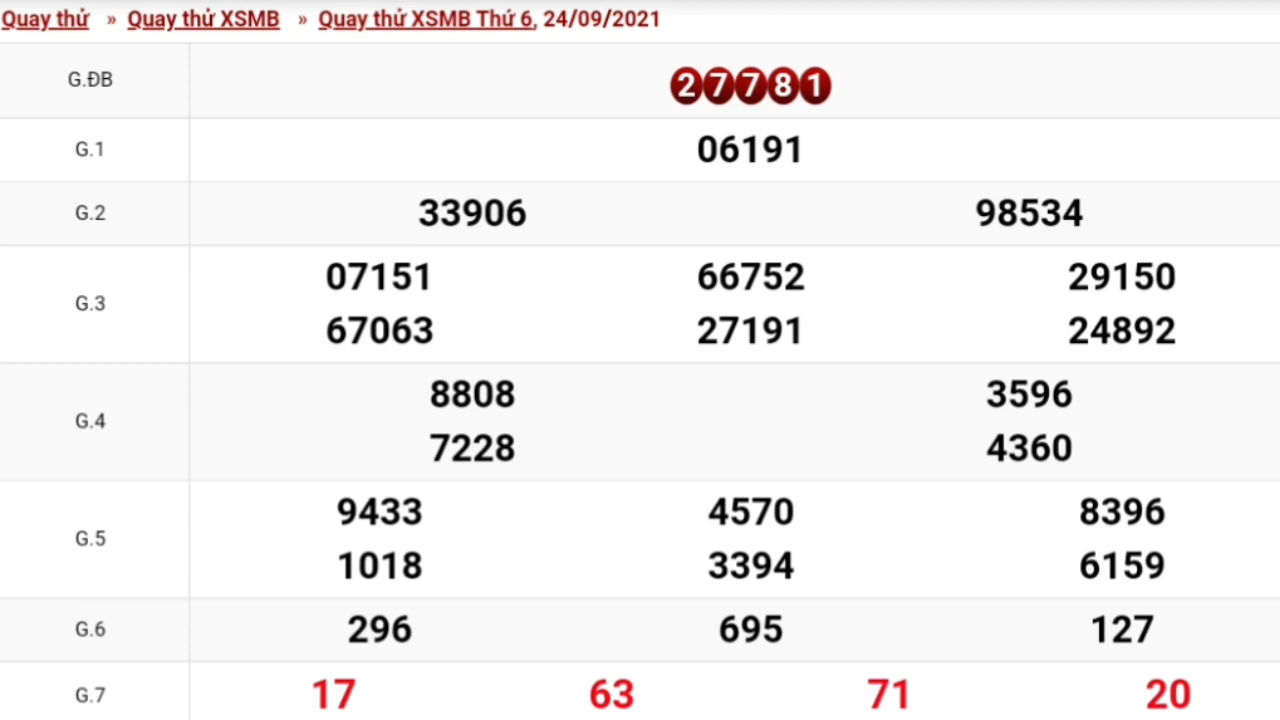 Quay thử » Quay thử XSMB » Quay thử XSMB Thứ 6, 24/09/2021
G.ĐB 27781
G.1 06191
G.2 33906 98534
G.3 07151 66752 29150
67063 27191 24892
G.4 8808 3596
7228 4360
G.5 9433 4570 8396
1018 3394 6159
G.6 296 695 127
G.7 17 63 71 20